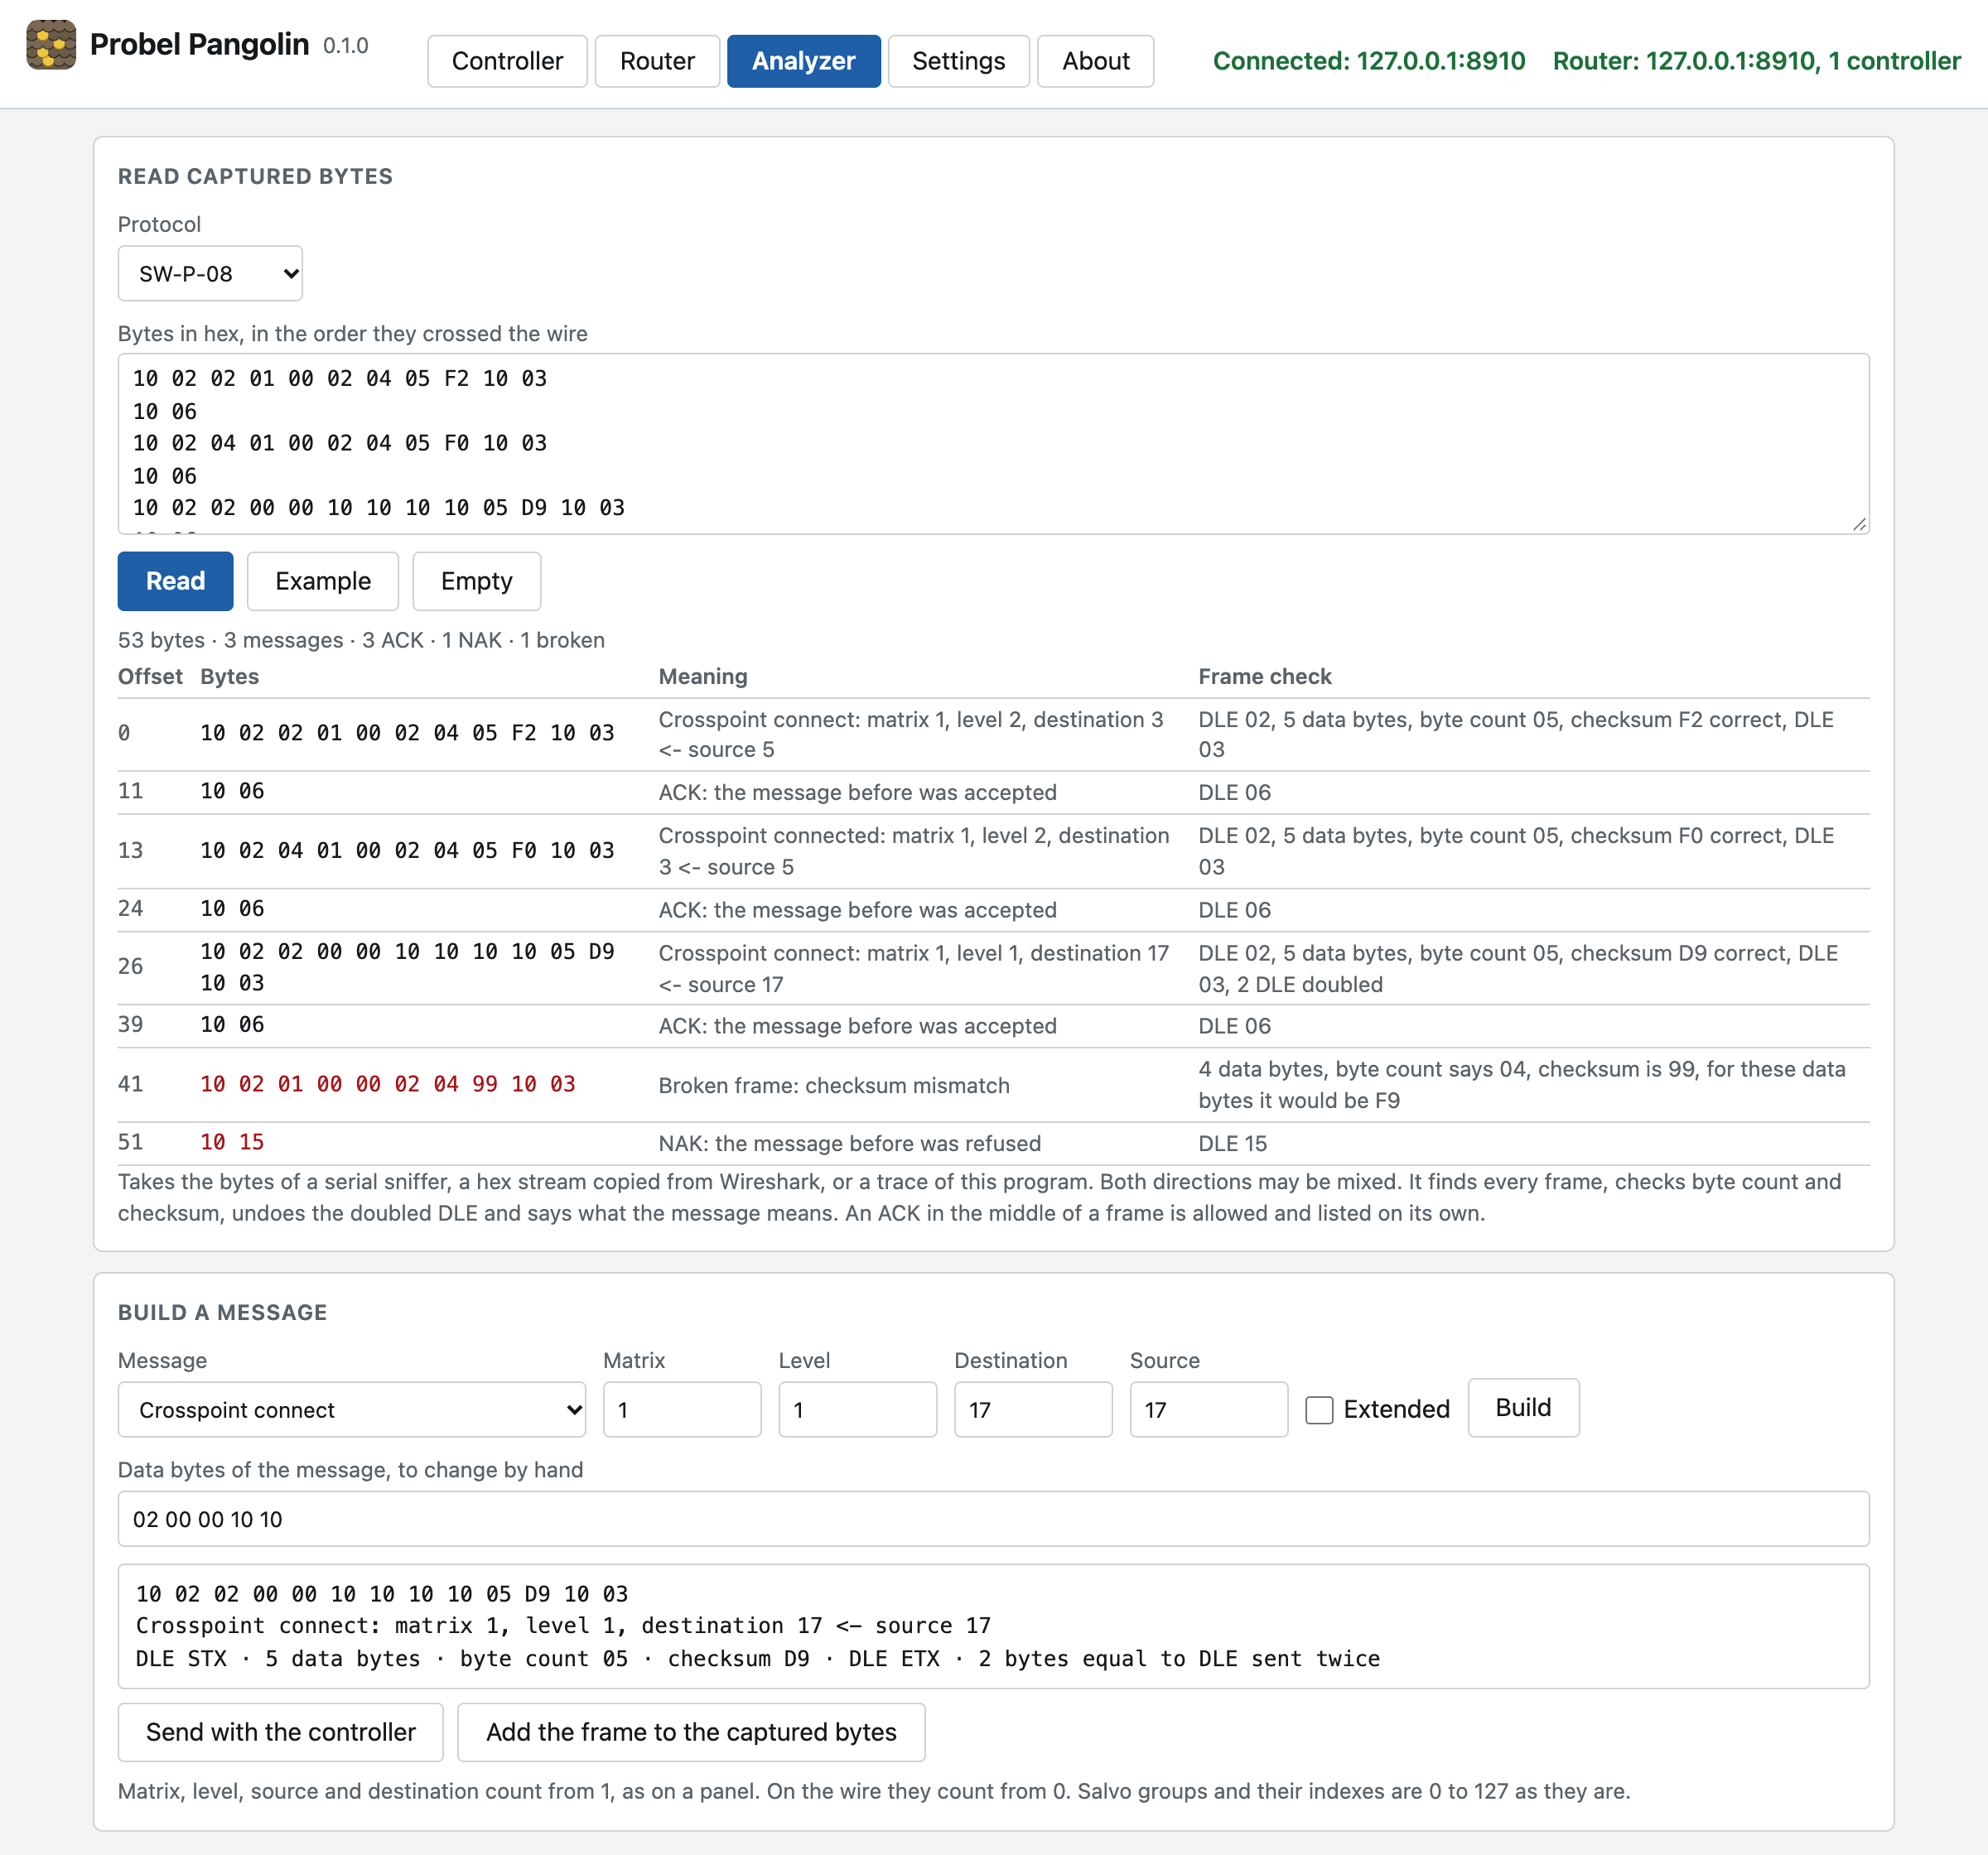 Probel Pangolin 0.1.0
Controller
Router
Analyzer
Settings
About
Connected: 127.0.0.1:8910
Router: 127.0.0.1:8910, 1 controller
READ CAPTURED BYTES
Protocol
SW-P-08
Bytes in hex, in the order they crossed the wire
10 02 02 01 00 02 04 05 F2 10 03
10 06
10 02 04 01 00 02 04 05 F0 10 03
10 06
10 02 02 00 00 10 10 10 10 05 D9 10 03
Read
Example
Empty
53 bytes · 3 messages · 3 ACK · 1 NAK · 1 broken
Offset Bytes Meaning Frame check
0 10 02 02 01 00 02 04 05 F2 10 03
Crosspoint connect: matrix 1, level 2, destination 3
<- source 5
DLE 02, 5 data bytes, byte count 05, checksum F2 correct, DLE
03
11 10 06 ACK: the message before was accepted DLE 06
13 10 02 04 01 00 02 04 05 F0 10 03
Crosspoint connected: matrix 1, level 2, destination
3 <- source 5
DLE 02, 5 data bytes, byte count 05, checksum F0 correct, DLE
03
24 10 06 ACK: the message before was accepted DLE 06
26
10 02 02 00 00 10 10 10 10 05 D9
10 03
Crosspoint connect: matrix 1, level 1, destination 17
<- source 17
DLE 02, 5 data bytes, byte count 05, checksum D9 correct, DLE
03, 2 DLE doubled
39 10 06 ACK: the message before was accepted DLE 06
41 10 02 01 00 00 02 04 99 10 03 Broken frame: checksum mismatch
4 data bytes, byte count says 04, checksum is 99, for these data
bytes it would be F9
51 10 15 NAK: the message before was refused DLE 15
Takes the bytes of a serial sniffer, a hex stream copied from Wireshark, or a trace of this program. Both directions may be mixed. It finds every frame, checks byte count and
checksum, undoes the doubled DLE and says what the message means. An ACK in the middle of a frame is allowed and listed on its own.
BUILD A MESSAGE
Message Matrix Level Destination Source
Crosspoint connect 1 1 17 17 Extended Build
Data bytes of the message, to change by hand
02 00 00 10 10
10 02 02 00 00 10 10 10 10 05 D9 10 03
Crosspoint connect: matrix 1, level 1, destination 17 <- source 17
DLE STX · 5 data bytes · byte count 05 · checksum D9 · DLE ETX · 2 bytes equal to DLE sent twice
Send with the controller
Add the frame to the captured bytes
Matrix, level, source and destination count from 1, as on a panel. On the wire they count from 0. Salvo groups and their indexes are 0 to 127 as they are.